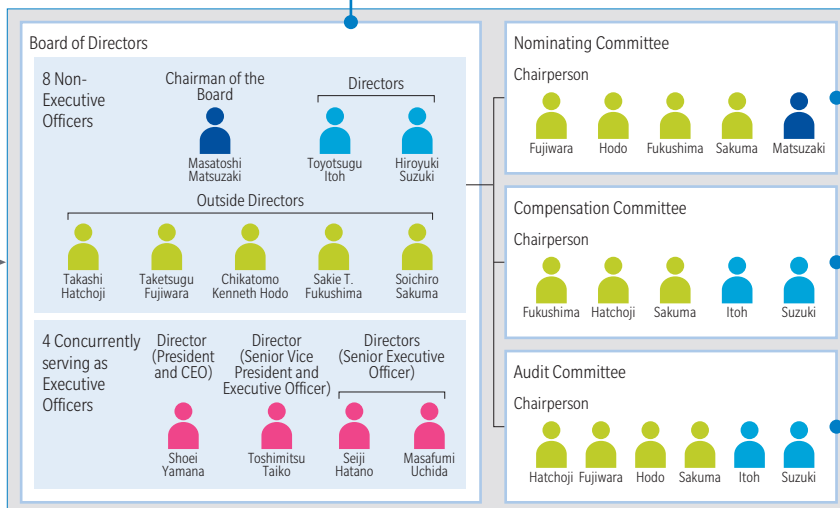 Board of Directors
8 Non-
Executive
Officers
Chairman of the
Board
Directors
Masatoshi
Matsuzaki
Toyotsugu
Itoh
Hiroyuki
Suzuki
Outside Directors
Takashi
Hatchoji
Taketsugu
Fujiwara
Chikatomo
Kenneth Hodo
Sakie T.
Fukushima
Soichiro
Sakuma
4 Concurrently
serving as
Executive
Officers
Director
(President
and CEO)
Director
(Senior Vice
President and
Executive Officer)
Directors
(Senior Executive
Officer)
Shoei
Yamana
Toshimitsu
Taiko
Seiji
Hatano
Masafumi
Uchida
Nominating Committee
Chairperson
Fujiwara Hodo Fukushima Sakuma Matsuzaki
Compensation Committee
Chairperson
Fukushima Hatchoji Sakuma Itoh Suzuki
Audit Committee
Chairperson
Hatchoji Fujiwara Hodo Sakuma Itoh Suzuki